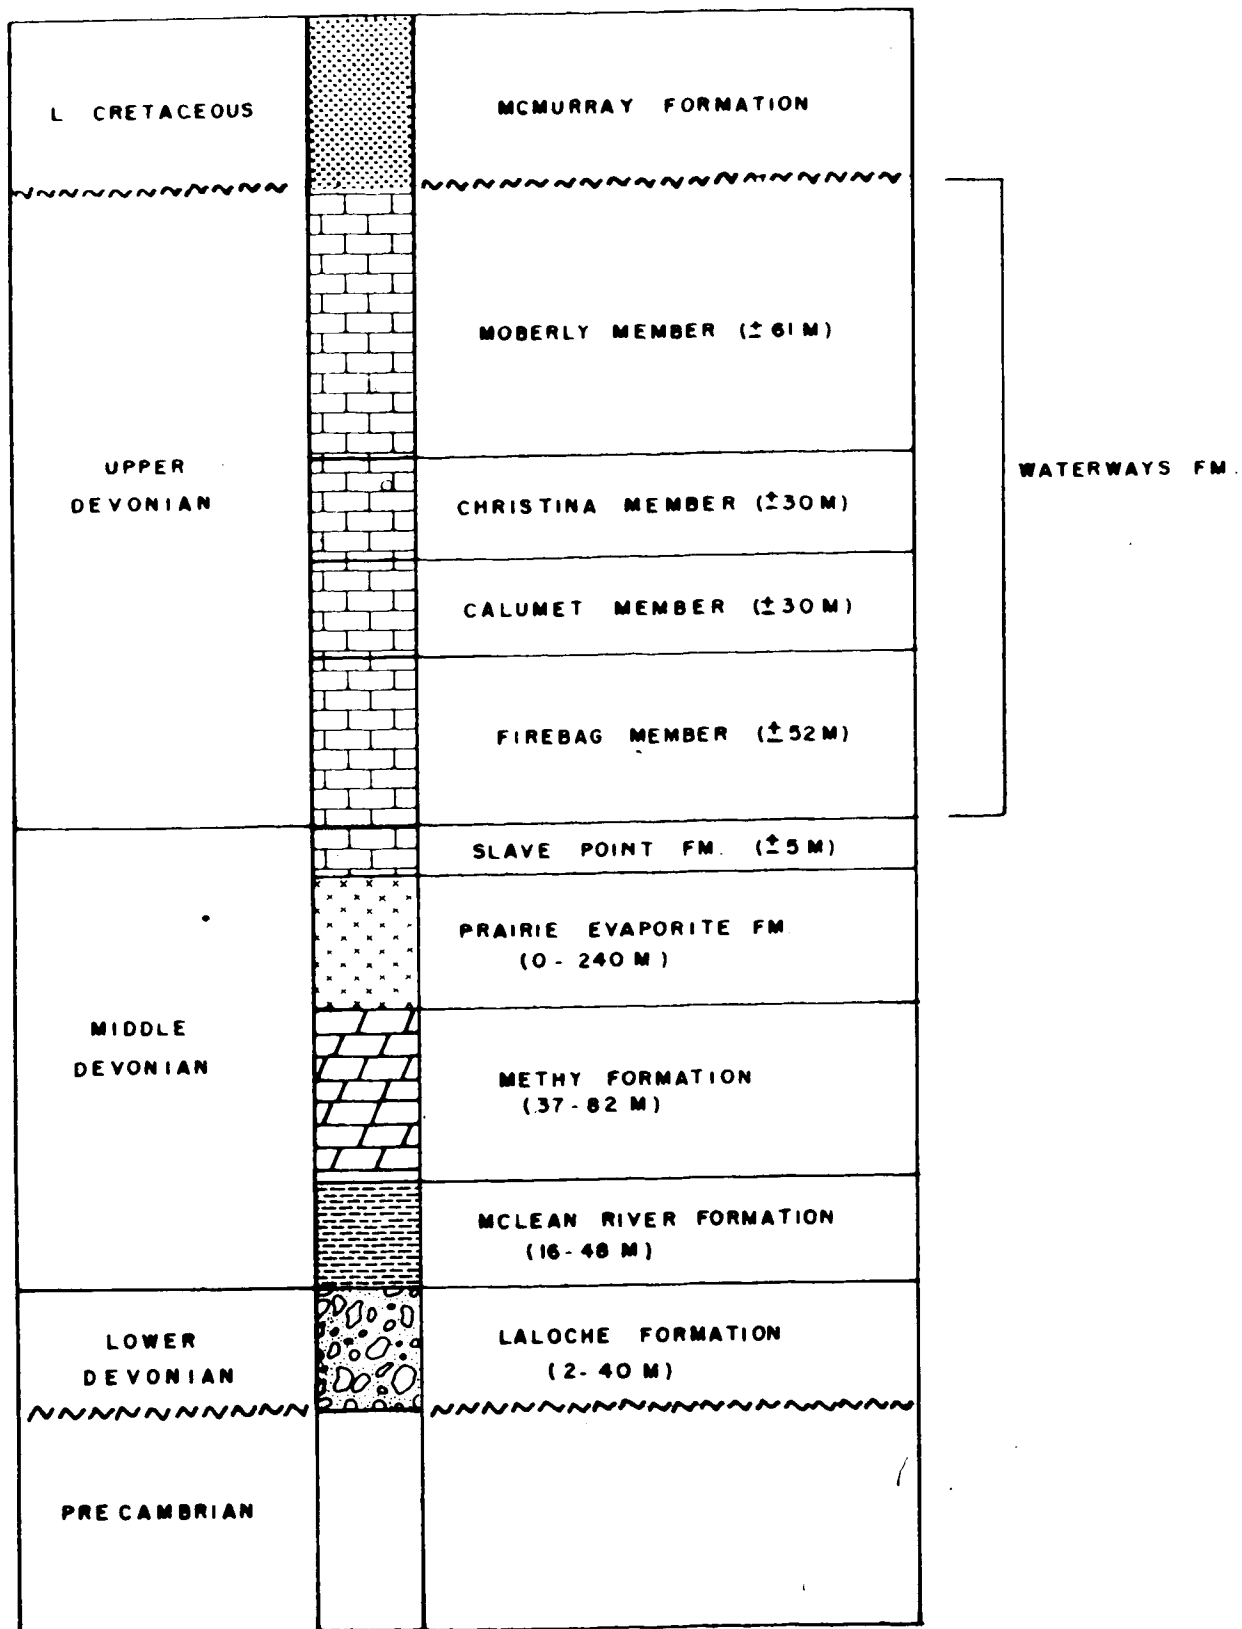 L CRETACEOUS
MCMURRAY FORMATION
MOBERLY MEMBER (± 61 M)
UPPER
DEVONIAN
WATERWAYS FM.
CHRISTINA MEMBER (±30 M)
CALUMET MEMBER (±30 M)
FIREBAG MEMBER (±52 M)
SLAVE POINT FM. (±5 M)
PRAIRIE EVAPORITE FM.
(0 - 240 M)
MIDDLE
DEVONIAN
METHY FORMATION
(37 - 82 M)
MCLEAN RIVER FORMATION
(16 - 48 M)
LOWER
DEVONIAN
LALOCHE FORMATION
(2 - 40 M)
PRECAMBRIAN